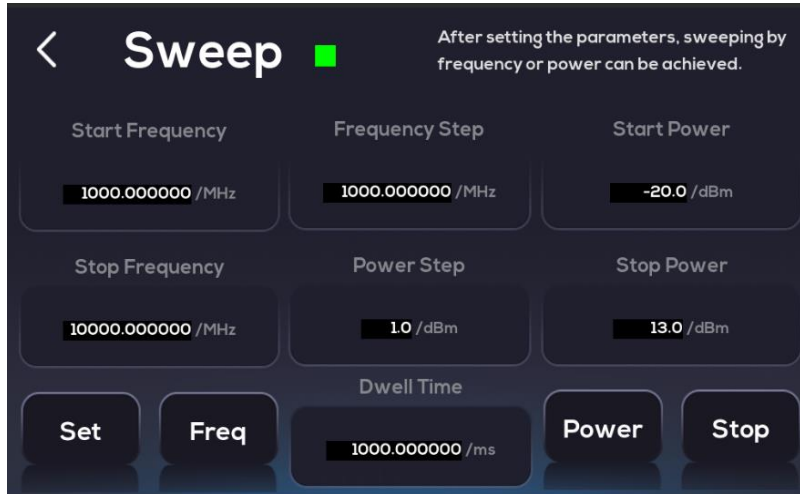 Sweep
After setting the parameters, sweeping by
frequency or power can be achieved.
Start Frequency
Frequency Step
Start Power
1000.000000 /MHz
1000.000000 /MHz
-20.0 /dBm
Stop Frequency
Power Step
Stop Power
10000.000000 /MHz
1.0 /dBm
13.0 /dBm
Dwell Time
Set
Freq
1000.000000 /ms
Power
Stop